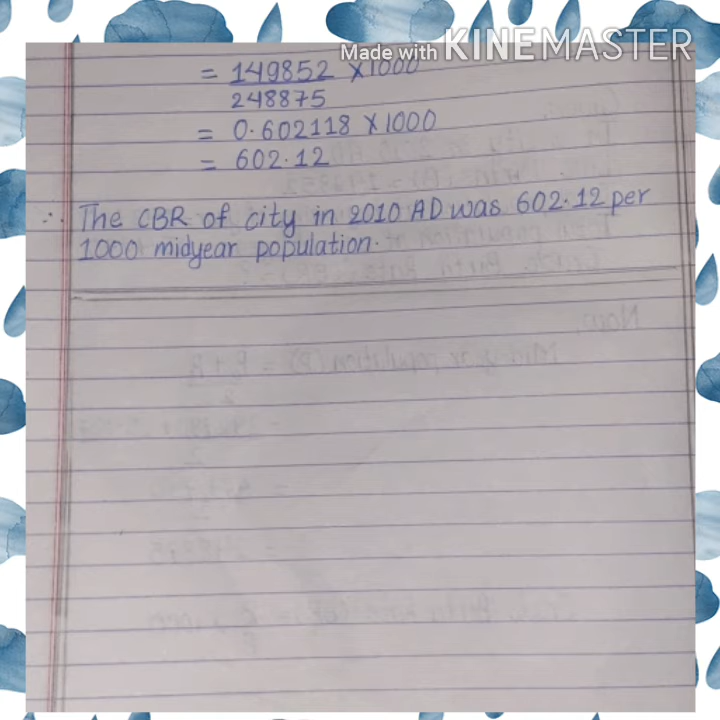 Made with KINEMASTER
= 149852 × 1000
248875
= 0.602118 × 1000
= 602.12
∴ The CBR of city in 2010 AD was 602.12 per
1000 midyear population.